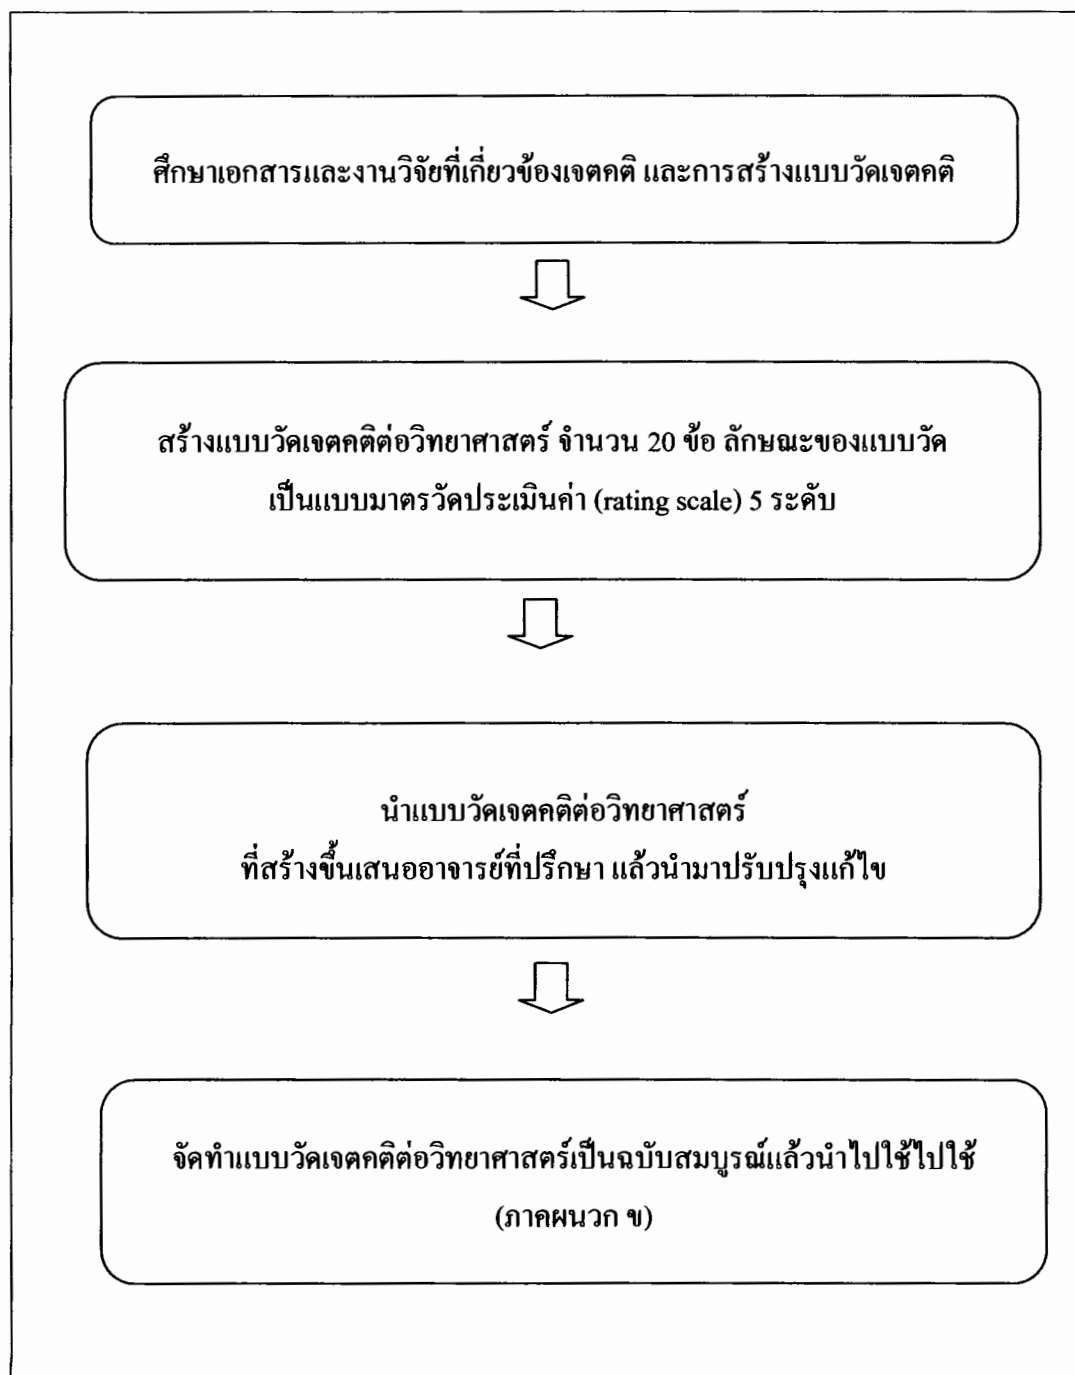 ศึกษาเอกสารและงานวิจัยที่เกี่ยวข้องเจตคติ และการสร้างแบบวัดเจตคติ
สร้างแบบวัดเจตคติต่อวิทยาศาสตร์ จำนวน 20 ข้อ ลักษณะของแบบวัด
เป็นแบบมาตรวัดประเมินค่า (rating scale) 5 ระดับ
นำแบบวัดเจตคติต่อวิทยาศาสตร์
ที่สร้างขึ้นเสนออาจารย์ที่ปรึกษา แล้วนำมาปรับปรุงแก้ไข
จัดทำแบบวัดเจตคติต่อวิทยาศาสตร์เป็นฉบับสมบูรณ์แล้วนำไปใช้ไปใช้
(ภาคผนวก ข)